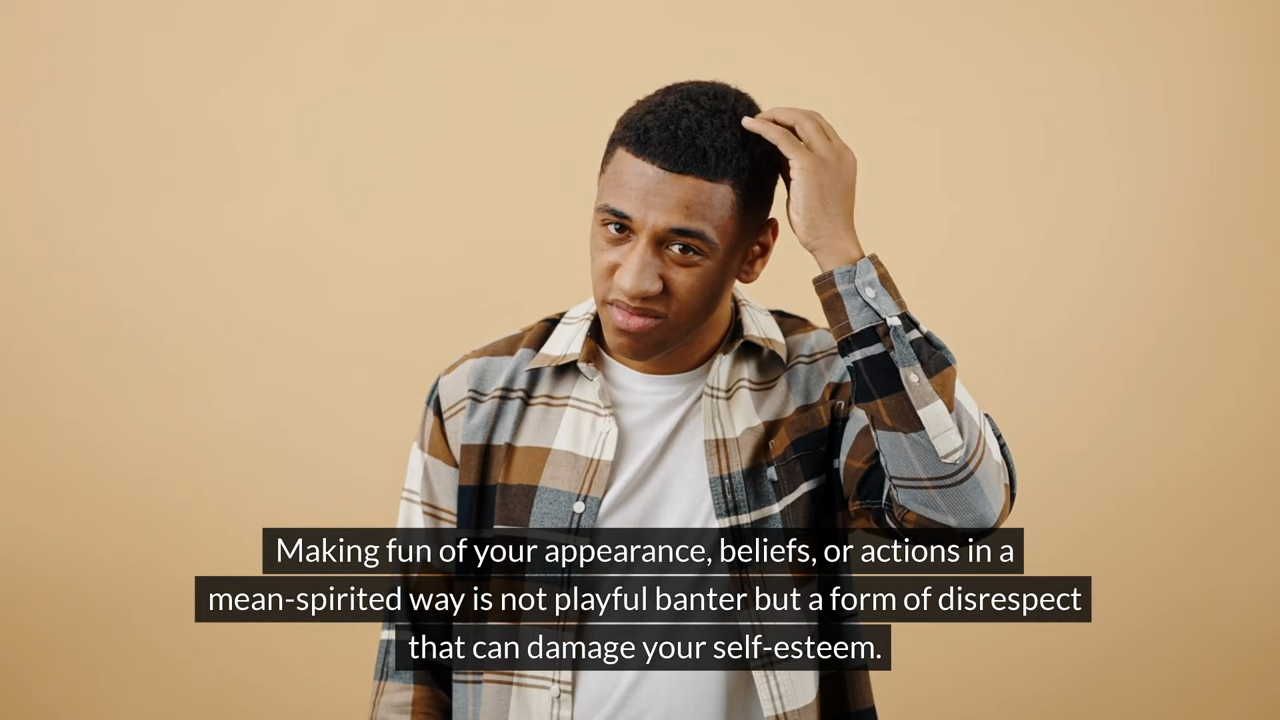 Making fun of your appearance, beliefs, or actions in a
mean-spirited way is not playful banter but a form of disrespect
that can damage your self-esteem.